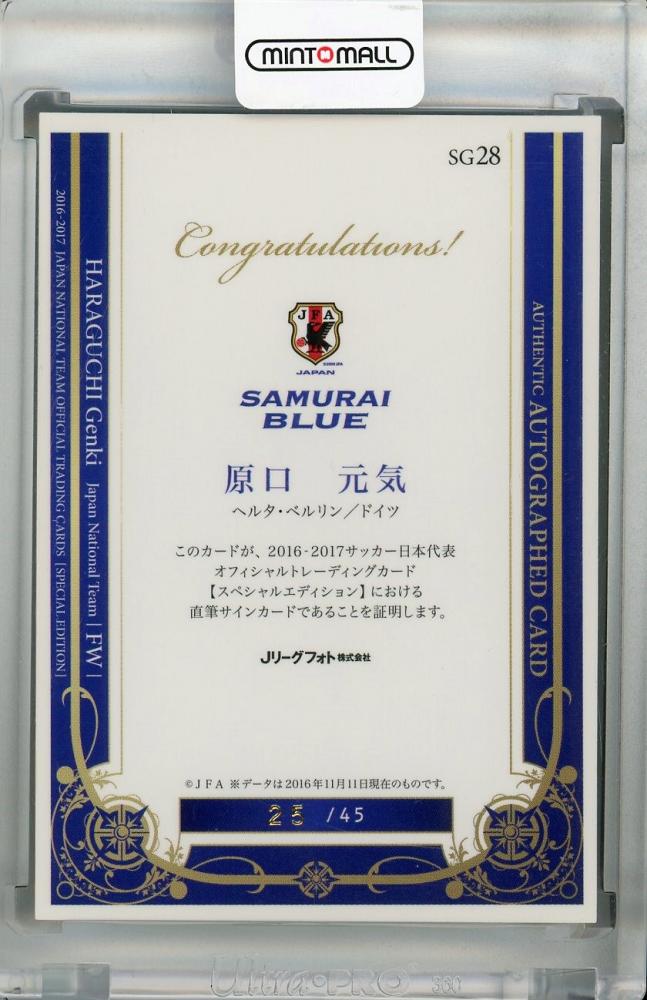 MINTMALL
SG28
Congratulations!
JFA
©2009 JFA
JAPAN
SAMURAI
BLUE
原口 元気
ヘルタ・ベルリン／ドイツ
このカードが、2016-2017サッカー日本代表
オフィシャルトレーディングカード
【スペシャルエディション】における
直筆サインカードであることを証明します。
Jリーグフォト株式会社
©JFA ※データは2016年11月11日現在のものです。
25 /45
HARAGUCHI Genki Japan National Team | FW |
2016-2017 JAPAN NATIONAL TEAM OFFICIAL TRADING CARDS [SPECIAL EDITION]
AUTHENTIC AUTOGRAPHED CARD
Ultra·PRO 360